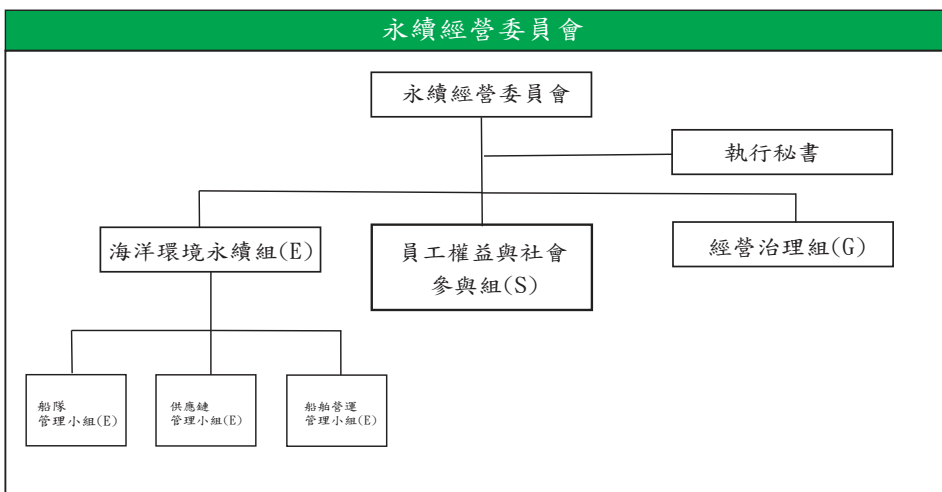 永續經營委員會
永續經營委員會
執行秘書
海洋環境永續組(E)
員工權益與社會
參與組(S)
經營治理組(G)
船隊
管理小組(E)
供應鏈
管理小組(E)
船舶營運
管理小組(E)